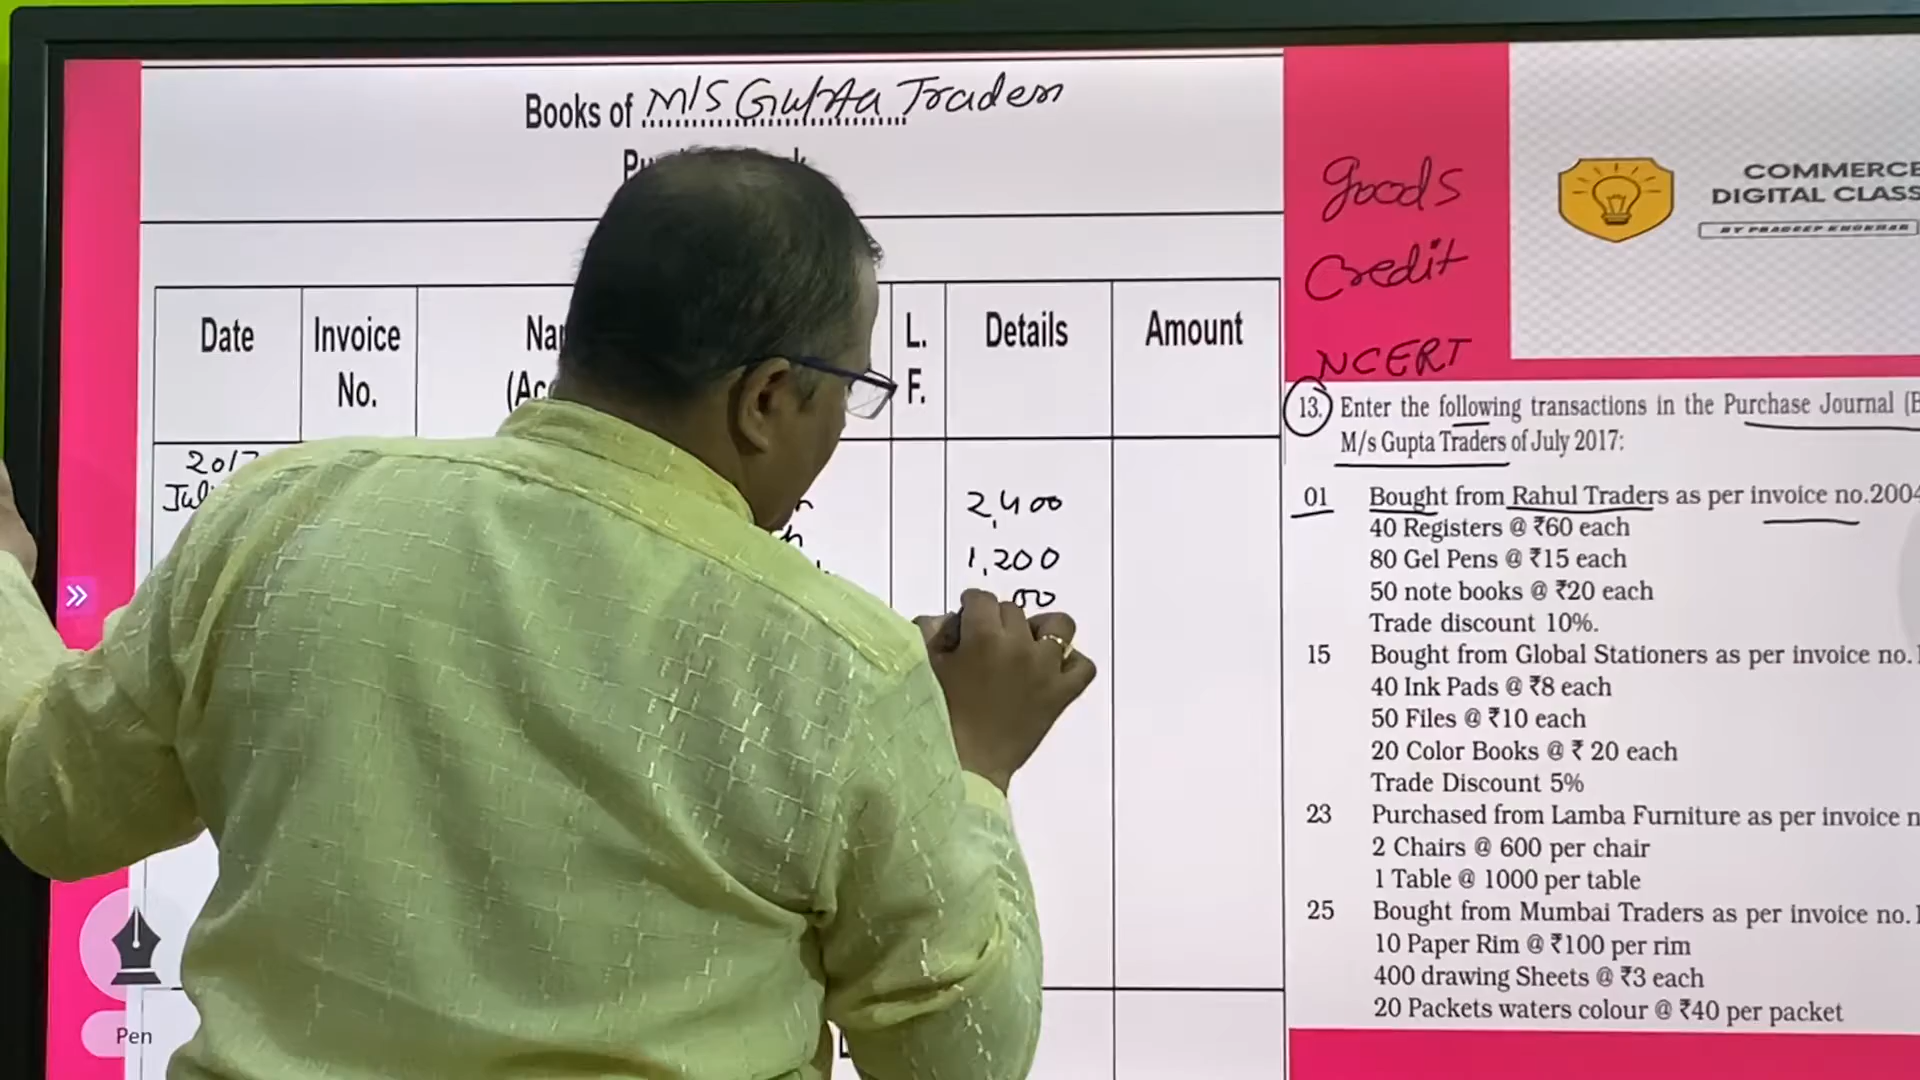 Books of M/S Gupta Traders
Date
Invoice
No.
L.
F.
Details
Amount
2017
2,400
1,200
00
Pen
Goods
Credit
NCERT
COMMERCE
DIGITAL CLASS
BY PRADEEP KHOKHAR
13. Enter the following transactions in the Purchase Journal
M/s Gupta Traders of July 2017:
01 Bought from Rahul Traders as per invoice no.2004
40 Registers @ ₹60 each
80 Gel Pens @ ₹15 each
50 note books @ ₹20 each
Trade discount 10%.
15 Bought from Global Stationers as per invoice no.
40 Ink Pads @ ₹8 each
50 Files @ ₹10 each
20 Color Books @ ₹ 20 each
Trade Discount 5%
23 Purchased from Lamba Furniture as per invoice
2 Chairs @ 600 per chair
1 Table @ 1000 per table
25 Bought from Mumbai Traders as per invoice no.
10 Paper Rim @ ₹100 per rim
400 drawing Sheets @ ₹3 each
20 Packets waters colour @ ₹40 per packet